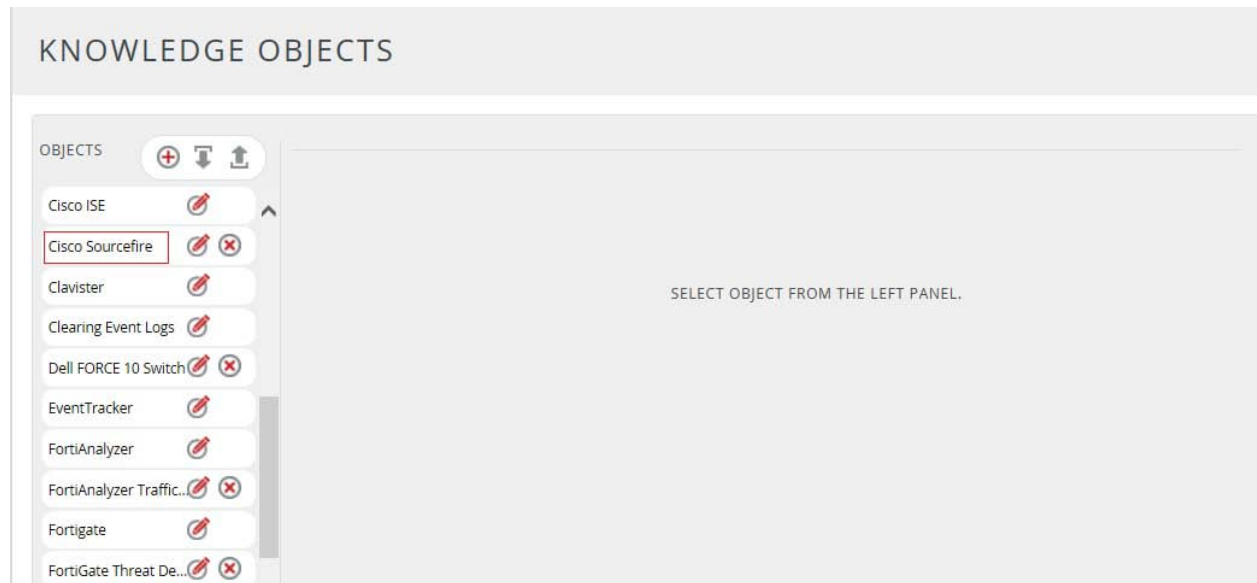 KNOWLEDGE OBJECTS
OBJECTS
Cisco ISE
Cisco Sourcefire
Clavister
Clearing Event Logs
Dell FORCE 10 Switch
EventTracker
FortiAnalyzer
FortiAnalyzer Traffic...
Fortigate
FortiGate Threat De...
SELECT OBJECT FROM THE LEFT PANEL.